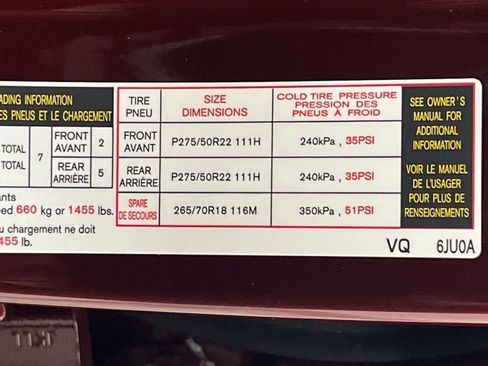 ADING INFORMATION
ES PNEUS ET LE CHARGEMENT
TOTAL
TOTAL
7
FRONT
AVANT
2
REAR
ARRIÈRE
5
ants
eed 660 kg or 1455 lbs.
u chargement ne doit
455 lb.
TIRE
PNEU
SIZE
DIMENSIONS
COLD TIRE PRESSURE
PRESSION DES
PNEUS À FROID
FRONT
AVANT
P275/50R22 111H
240kPa , 35PSI
REAR
ARRIÈRE
P275/50R22 111H
240kPa , 35PSI
SPARE
DE SECOURS
265/70R18 116M
350kPa , 51PSI
SEE OWNER'S
MANUAL FOR
ADDITIONAL
INFORMATION
VOIR LE MANUEL
DE L'USAGER
POUR PLUS DE
RENSEIGNEMENTS
VQ 6JU0A